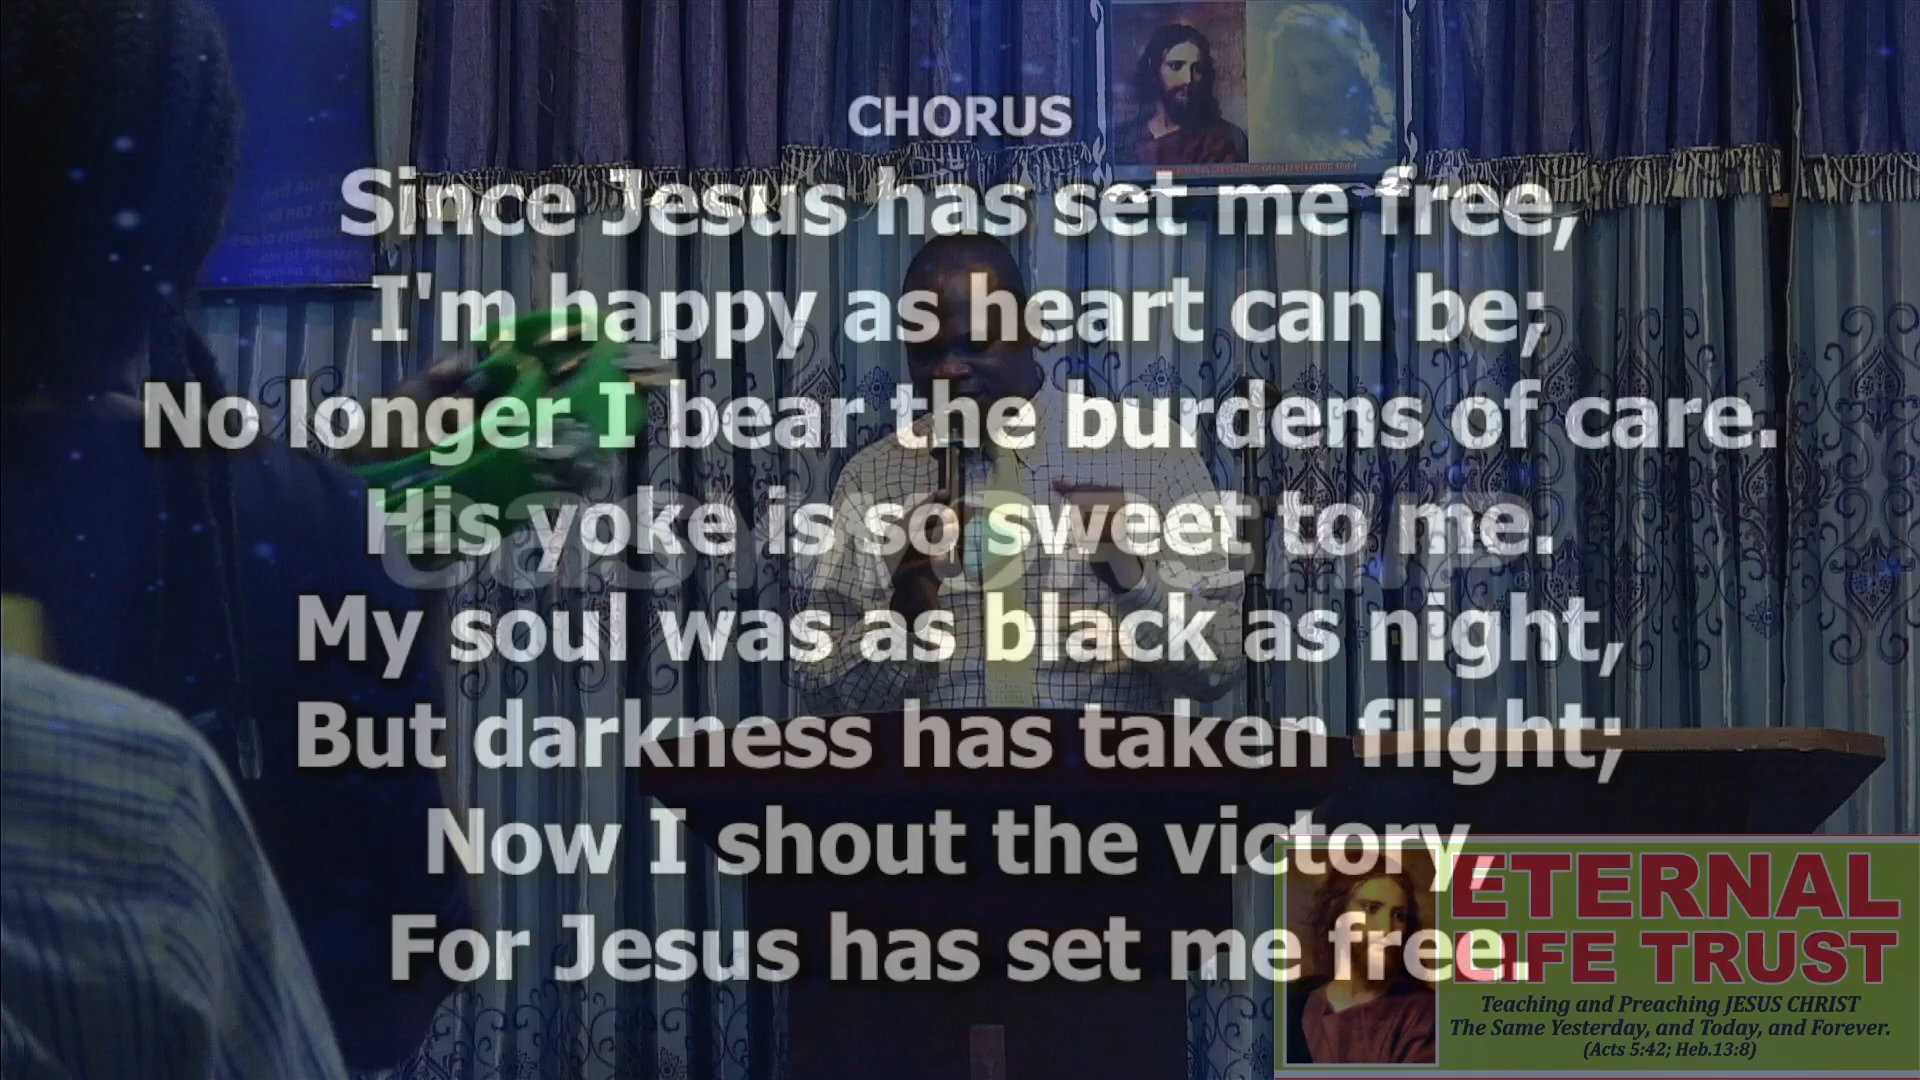 CHORUS
Since Jesus has set me free,
I'm happy as heart can be;
No longer I bear the burdens of care.
His yoke is so sweet to me.
My soul was as black as night,
But darkness has taken flight;
Now I shout the victory,
For Jesus has set me free.
ETERNAL
LIFE TRUST
Teaching and Preaching JESUS CHRIST
The Same Yesterday, and Today, and Forever.
(Acts 5:42; Heb.13:8)